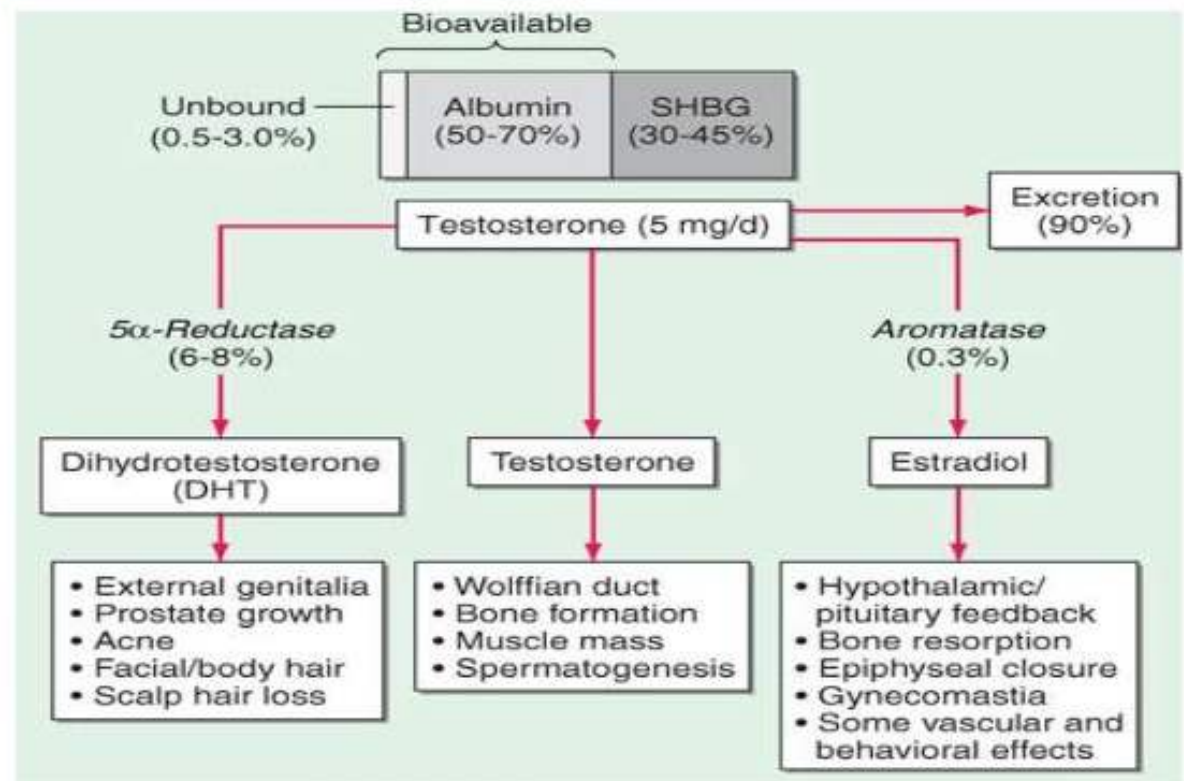 Bioavailable
Unbound
(0.5-3.0%)
Albumin
(50-70%)
SHBG
(30-45%)
Testosterone (5 mg/d)
Excretion
(90%)
5α-Reductase
(6-8%)
Aromatase
(0.3%)
Dihydrotestosterone
(DHT)
Testosterone
Estradiol
• External genitalia
• Prostate growth
• Acne
• Facial/body hair
• Scalp hair loss
• Wolffian duct
• Bone formation
• Muscle mass
• Spermatogenesis
• Hypothalamic/
pituitary feedback
• Bone resorption
• Epiphyseal closure
• Gynecomastia
• Some vascular and
behavioral effects